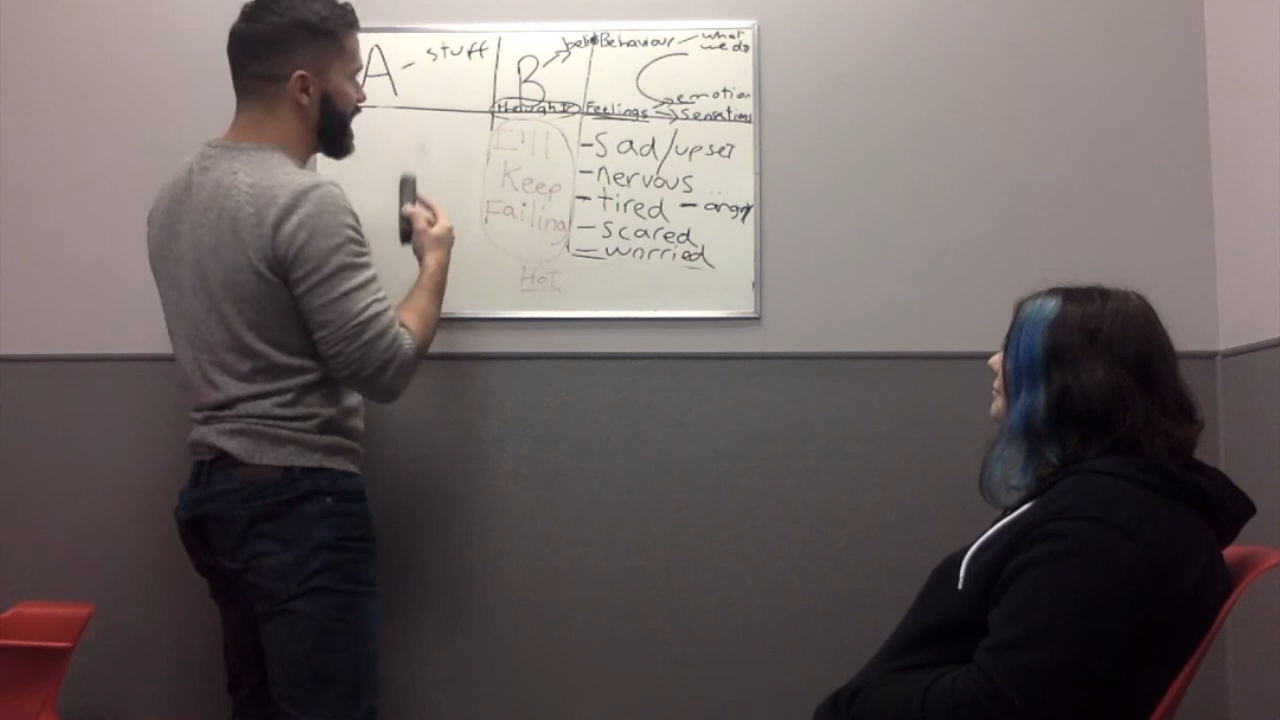 A - stuff
B
Behaviour - what we do
C
emotion
thoughts
Feelings
Sensations
I'll
Keep
Failing
Hot
- Sad/upset
- nervous
- tired - angry
- scared
- worried